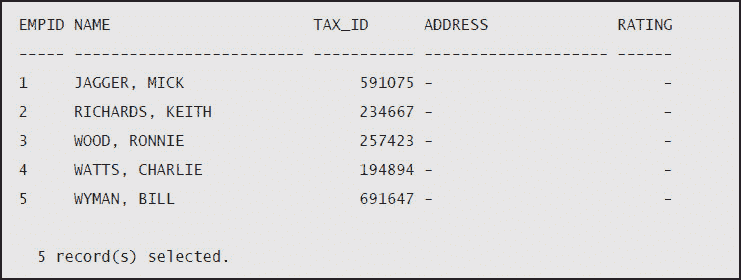 EMPID NAME                      TAX_ID      ADDRESS              RATING
----- ------------------------- ----------- -------------------- ------
1     JAGGER, MICK                   591075 -                         -
2     RICHARDS, KEITH                234667 -                         -
3     WOOD, RONNIE                   257423 -                         -
4     WATTS, CHARLIE                 194894 -                         -
5     WYMAN, BILL                    691647 -                         -
  5 record(s) selected.